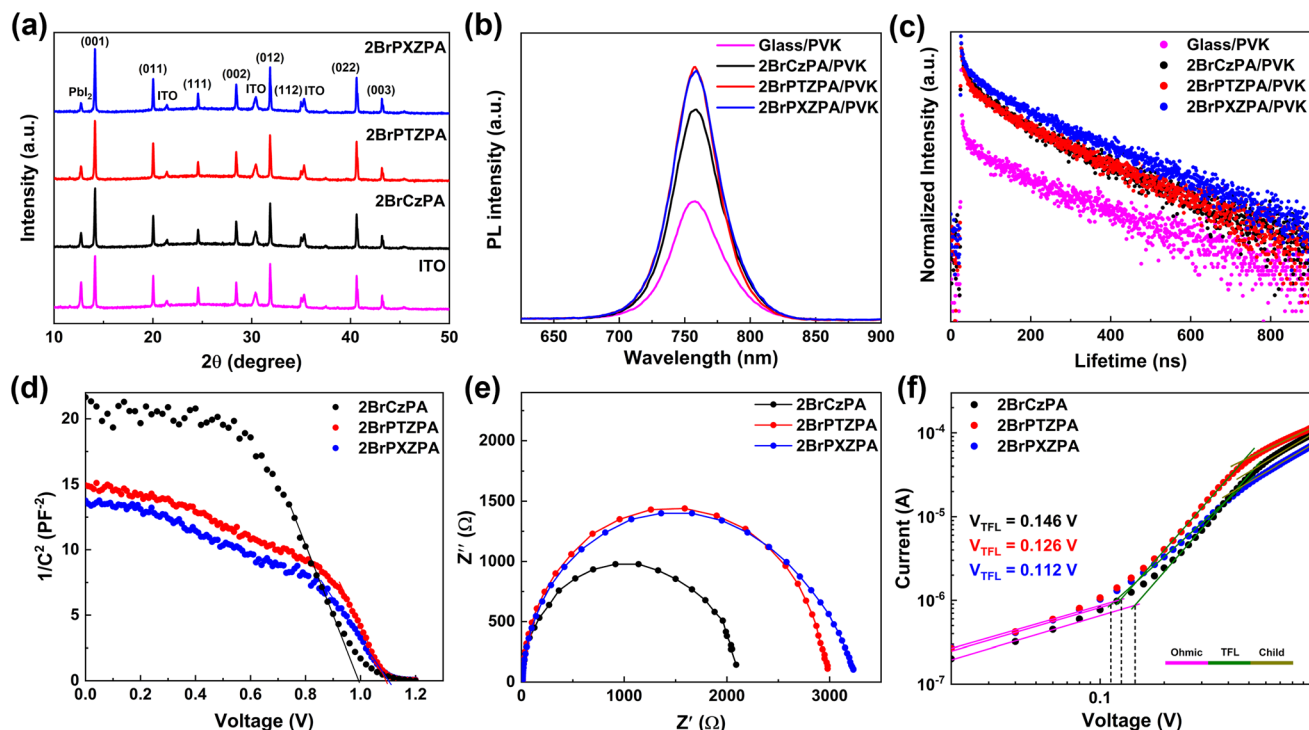 (a)
(001)
2BrPXZPA
PbI2
(011)
ITO
(111)
(002)
ITO
(012)
(112)
ITO
(022)
(003)
2BrPTZPA
2BrCzPA
ITO
Intensity (a.u.)
10 20 30 40 50
2θ (degree)
(b)
Glass/PVK
2BrCzPA/PVK
2BrPTZPA/PVK
2BrPXZPA/PVK
PL intensity (a.u.)
650 700 750 800 850 900
Wavelength (nm)
(c)
Glass/PVK
2BrCzPA/PVK
2BrPTZPA/PVK
2BrPXZPA/PVK
Normalized Intensity (a.u.)
0 200 400 600 800
Lifetime (ns)
(d)
2BrCzPA
2BrPTZPA
2BrPXZPA
1/C⁻² (PF⁻²)
20
15
10
5
0
0.0 0.2 0.4 0.6 0.8 1.0 1.2
Voltage (V)
(e)
2BrCzPA
2BrPTZPA
2BrPXZPA
Z′′ (Ω)
2500
2000
1500
1000
500
0
0 1000 2000 3000
Z′ (Ω)
(f)
2BrCzPA
2BrPTZPA
2BrPXZPA
V_TFL = 0.146 V
V_TFL = 0.126 V
V_TFL = 0.112 V
Ohmic TFL Child
Current (A)
10⁻⁴
10⁻⁵
10⁻⁶
10⁻⁷
0.1
Voltage (V)